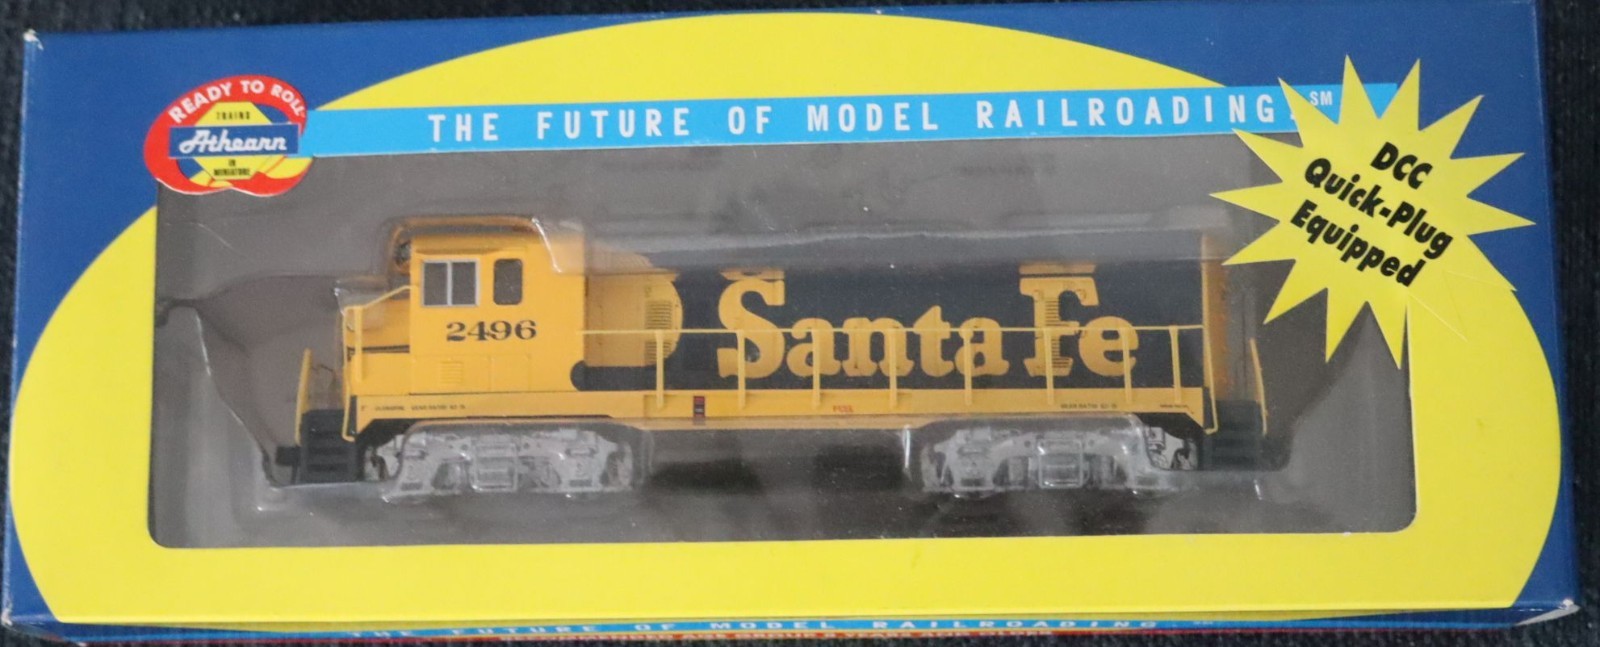 READY TO ROLL
TRAINS
Athearn
IN
MINIATURE
THE FUTURE OF MODEL RAILROADING. SM
DCC
Quick-Plug
Equipped
2496
Santa Fe
THE FUTURE OF MODEL RAILROADING.